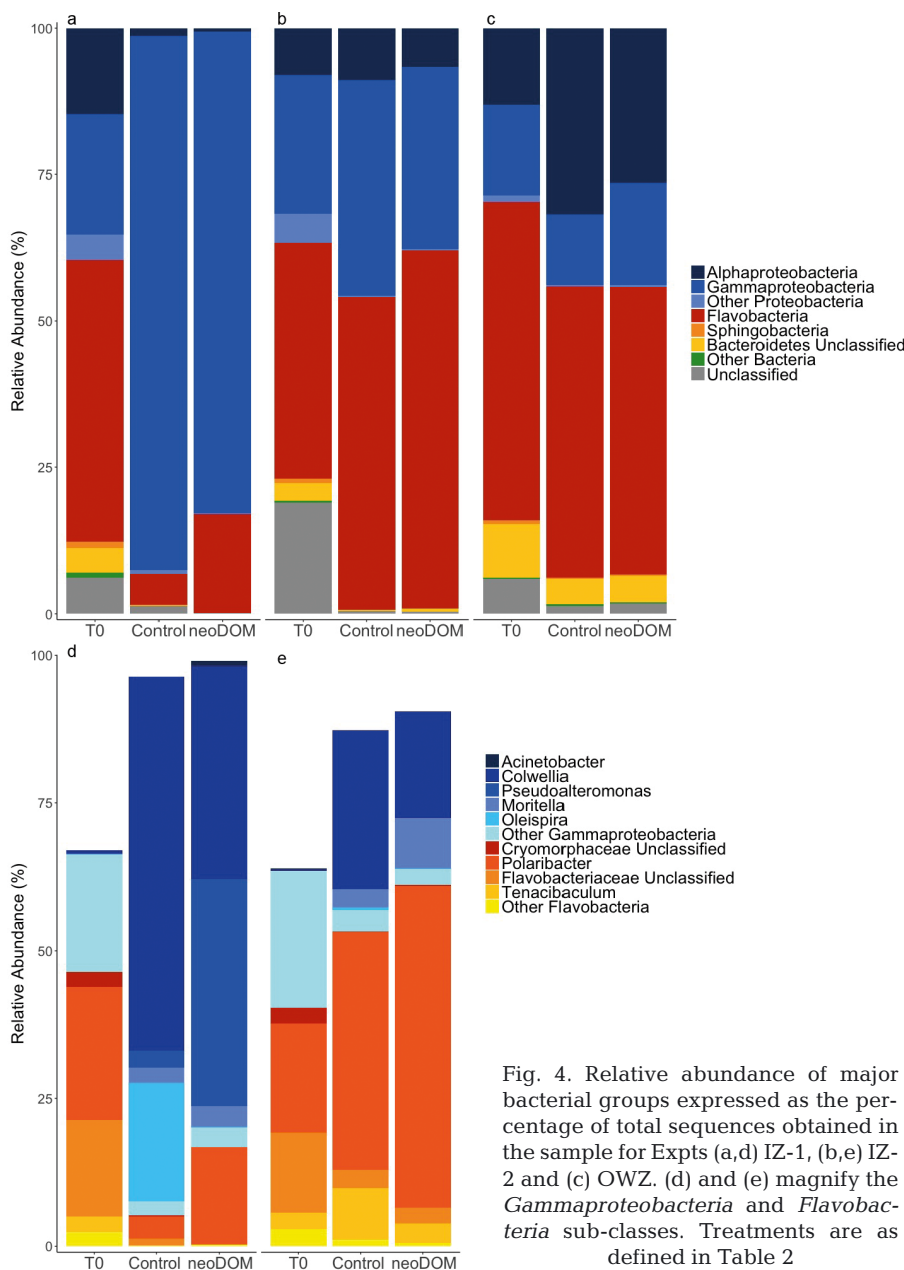 a
b
c
100
75
50
25
0
Relative Abundance (%)
T0 Control neoDOM
T0 Control neoDOM
T0 Control neoDOM
Alphaproteobacteria
Gammaproteobacteria
Other Proteobacteria
Flavobacteria
Sphingobacteria
Bacteroidetes Unclassified
Other Bacteria
Unclassified
d
e
100
75
50
25
0
Relative Abundance (%)
T0 Control neoDOM
T0 Control neoDOM
Acinetobacter
Colwellia
Pseudoalteromonas
Moritella
Oleispira
Other Gammaproteobacteria
Cryomorphaceae Unclassified
Polaribacter
Flavobacteriaceae Unclassified
Tenacibaculum
Other Flavobacteria
Fig. 4. Relative abundance of major
bacterial groups expressed as the per-
centage of total sequences obtained in
the sample for Expts (a,d) IZ-1, (b,e) IZ-
2 and (c) OWZ. (d) and (e) magnify the
Gammaproteobacteria and Flavobac-
teria sub-classes. Treatments are as
defined in Table 2